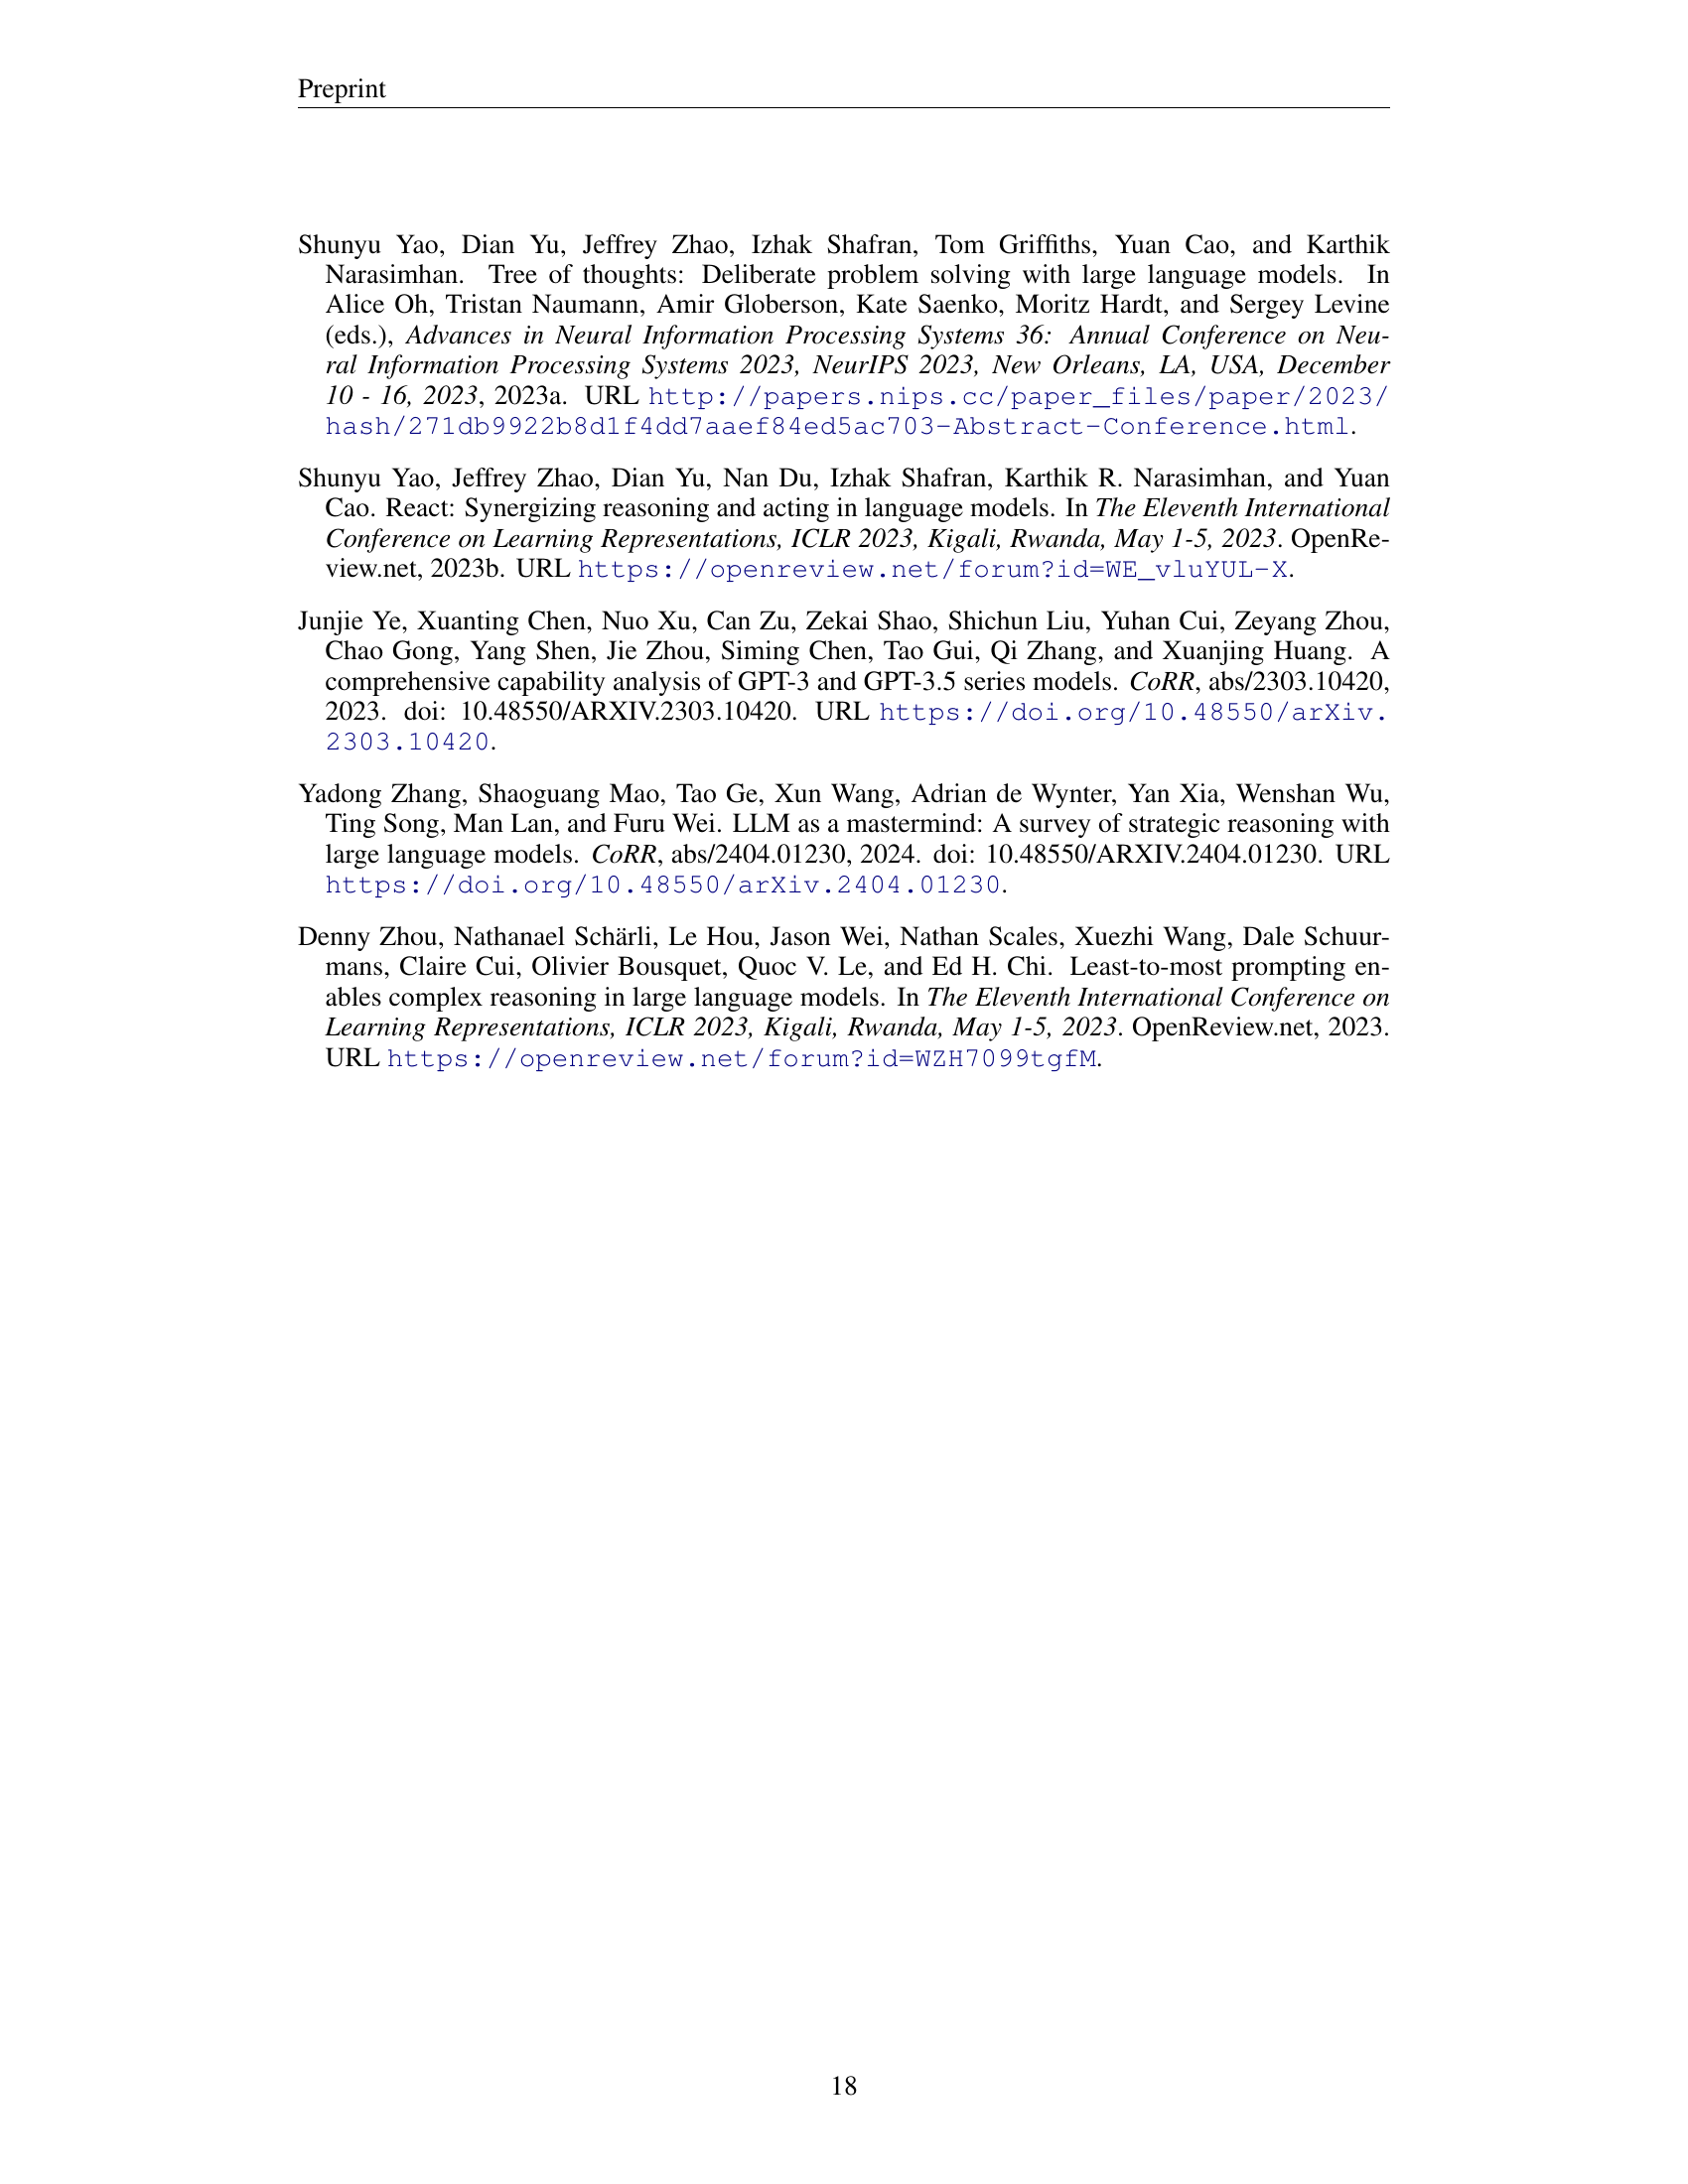 Preprint
Shunyu Yao, Dian Yu, Jeffrey Zhao, Izhak Shafran, Tom Griffiths, Yuan Cao, and Karthik
Narasimhan. Tree of thoughts: Deliberate problem solving with large language models. In
Alice Oh, Tristan Naumann, Amir Globerson, Kate Saenko, Moritz Hardt, and Sergey Levine
(eds.), Advances in Neural Information Processing Systems 36: Annual Conference on Neu-
ral Information Processing Systems 2023, NeurIPS 2023, New Orleans, LA, USA, December
10 - 16, 2023, 2023a. URL http://papers.nips.cc/paper_files/paper/2023/
hash/271db9922b8d1f4dd7aaef84ed5ac703-Abstract-Conference.html.
Shunyu Yao, Jeffrey Zhao, Dian Yu, Nan Du, Izhak Shafran, Karthik R. Narasimhan, and Yuan
Cao. React: Synergizing reasoning and acting in language models. In The Eleventh International
Conference on Learning Representations, ICLR 2023, Kigali, Rwanda, May 1-5, 2023. OpenRe-
view.net, 2023b. URL https://openreview.net/forum?id=WE_vluYUL-X.
Junjie Ye, Xuanting Chen, Nuo Xu, Can Zu, Zekai Shao, Shichun Liu, Yuhan Cui, Zeyang Zhou,
Chao Gong, Yang Shen, Jie Zhou, Siming Chen, Tao Gui, Qi Zhang, and Xuanjing Huang. A
comprehensive capability analysis of GPT-3 and GPT-3.5 series models. CoRR, abs/2303.10420,
2023. doi: 10.48550/ARXIV.2303.10420. URL https://doi.org/10.48550/arXiv.
2303.10420.
Yadong Zhang, Shaoguang Mao, Tao Ge, Xun Wang, Adrian de Wynter, Yan Xia, Wenshan Wu,
Ting Song, Man Lan, and Furu Wei. LLM as a mastermind: A survey of strategic reasoning with
large language models. CoRR, abs/2404.01230, 2024. doi: 10.48550/ARXIV.2404.01230. URL
https://doi.org/10.48550/arXiv.2404.01230.
Denny Zhou, Nathanael Schärli, Le Hou, Jason Wei, Nathan Scales, Xuezhi Wang, Dale Schuur-
mans, Claire Cui, Olivier Bousquet, Quoc V. Le, and Ed H. Chi. Least-to-most prompting en-
ables complex reasoning in large language models. In The Eleventh International Conference on
Learning Representations, ICLR 2023, Kigali, Rwanda, May 1-5, 2023. OpenReview.net, 2023.
URL https://openreview.net/forum?id=WZH7099tgfM.
18